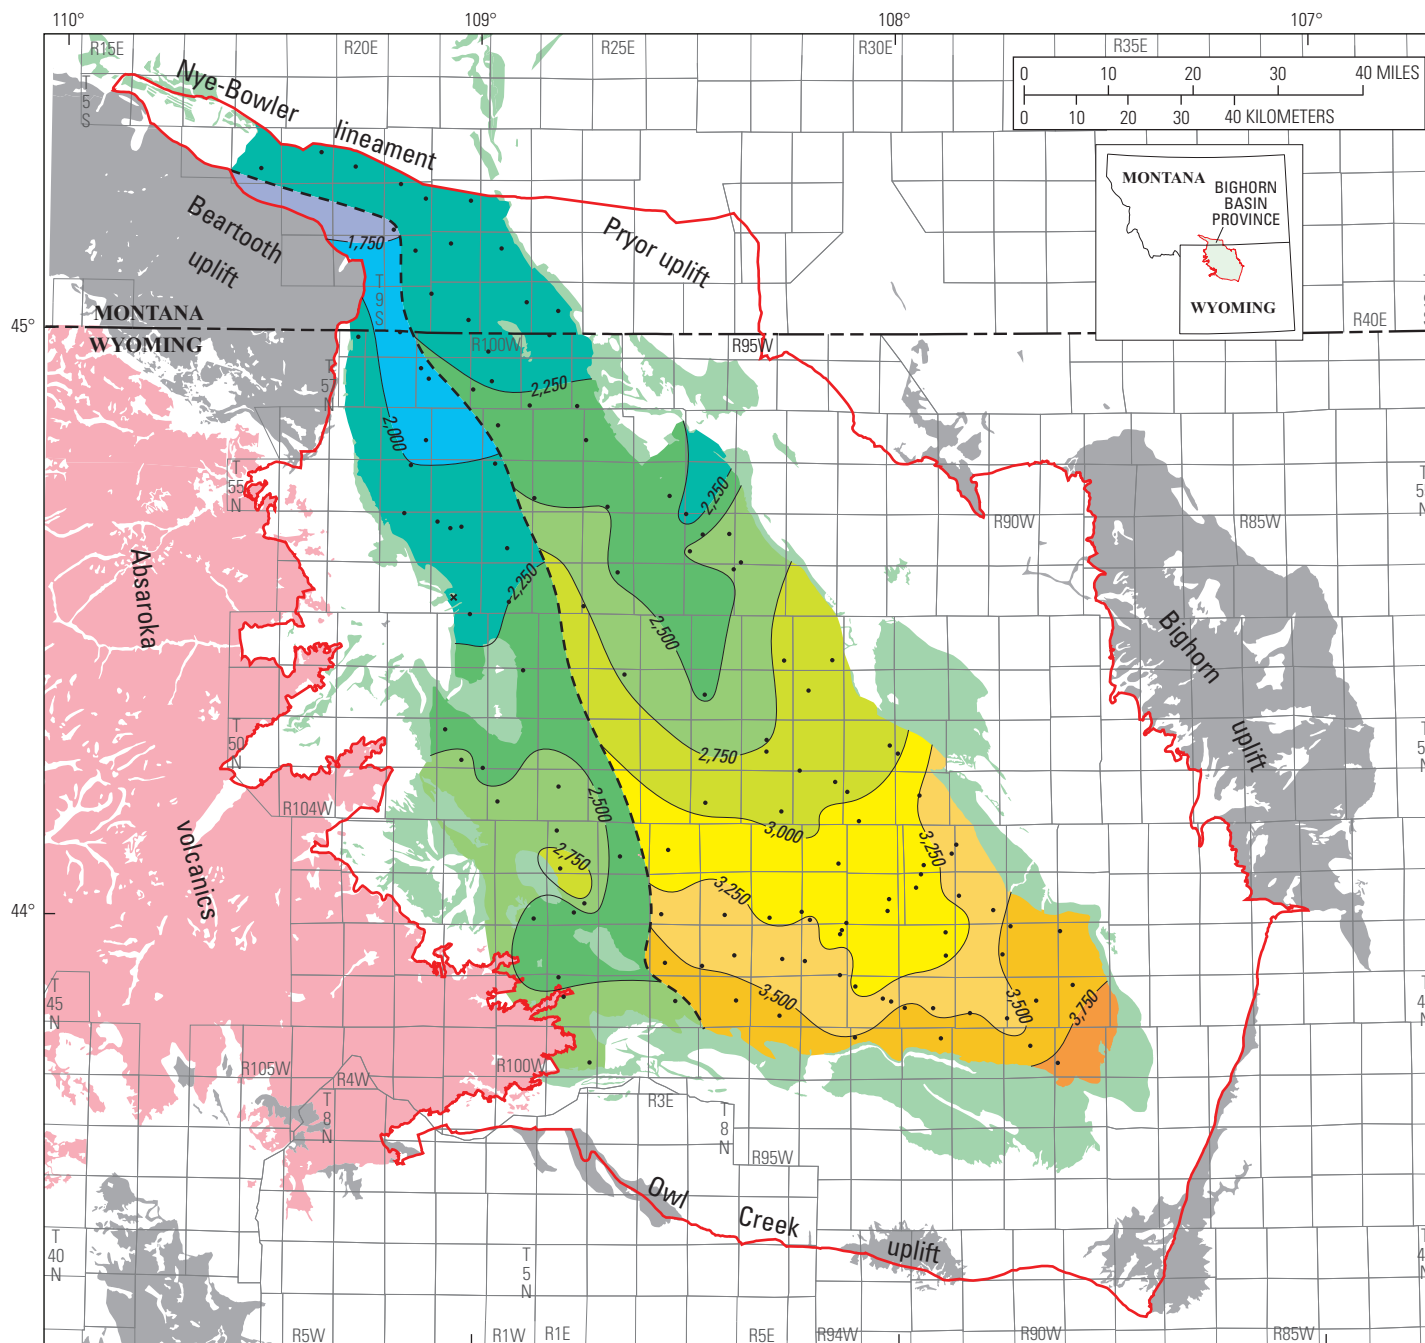 110°
109°
108°
107°
R15E
R20E
R25E
R30E
R35E
0 10 20 30 40 MILES
0 10 20 30 40 KILOMETERS
T
5
S
Nye-Bowler
lineament
MONTANA
BIGHORN
BASIN
PROVINCE
WYOMING
Beartooth
uplift
Pryor uplift
1,750
T
9
S
45°
MONTANA
WYOMING
R40E
R100W
R95W
T
57
N
2,250
2,000
T
55
N
2,250
R90W
R85W
Absaroka
2,250
2,500
Bighorn
uplift
T
50
N
2,750
R104W
2,500
3,000
volcanics
2,750
3,250
3,250
44°
T
45
N
3,500
3,500
3,750
R105W
R4W
R100W
T
8
N
R3E
T
8
N
R95W
Owl
Creek
uplift
T
40
N
T
5
N
R5W
R1W
R1E
R5E
R94W
R90W
R85W